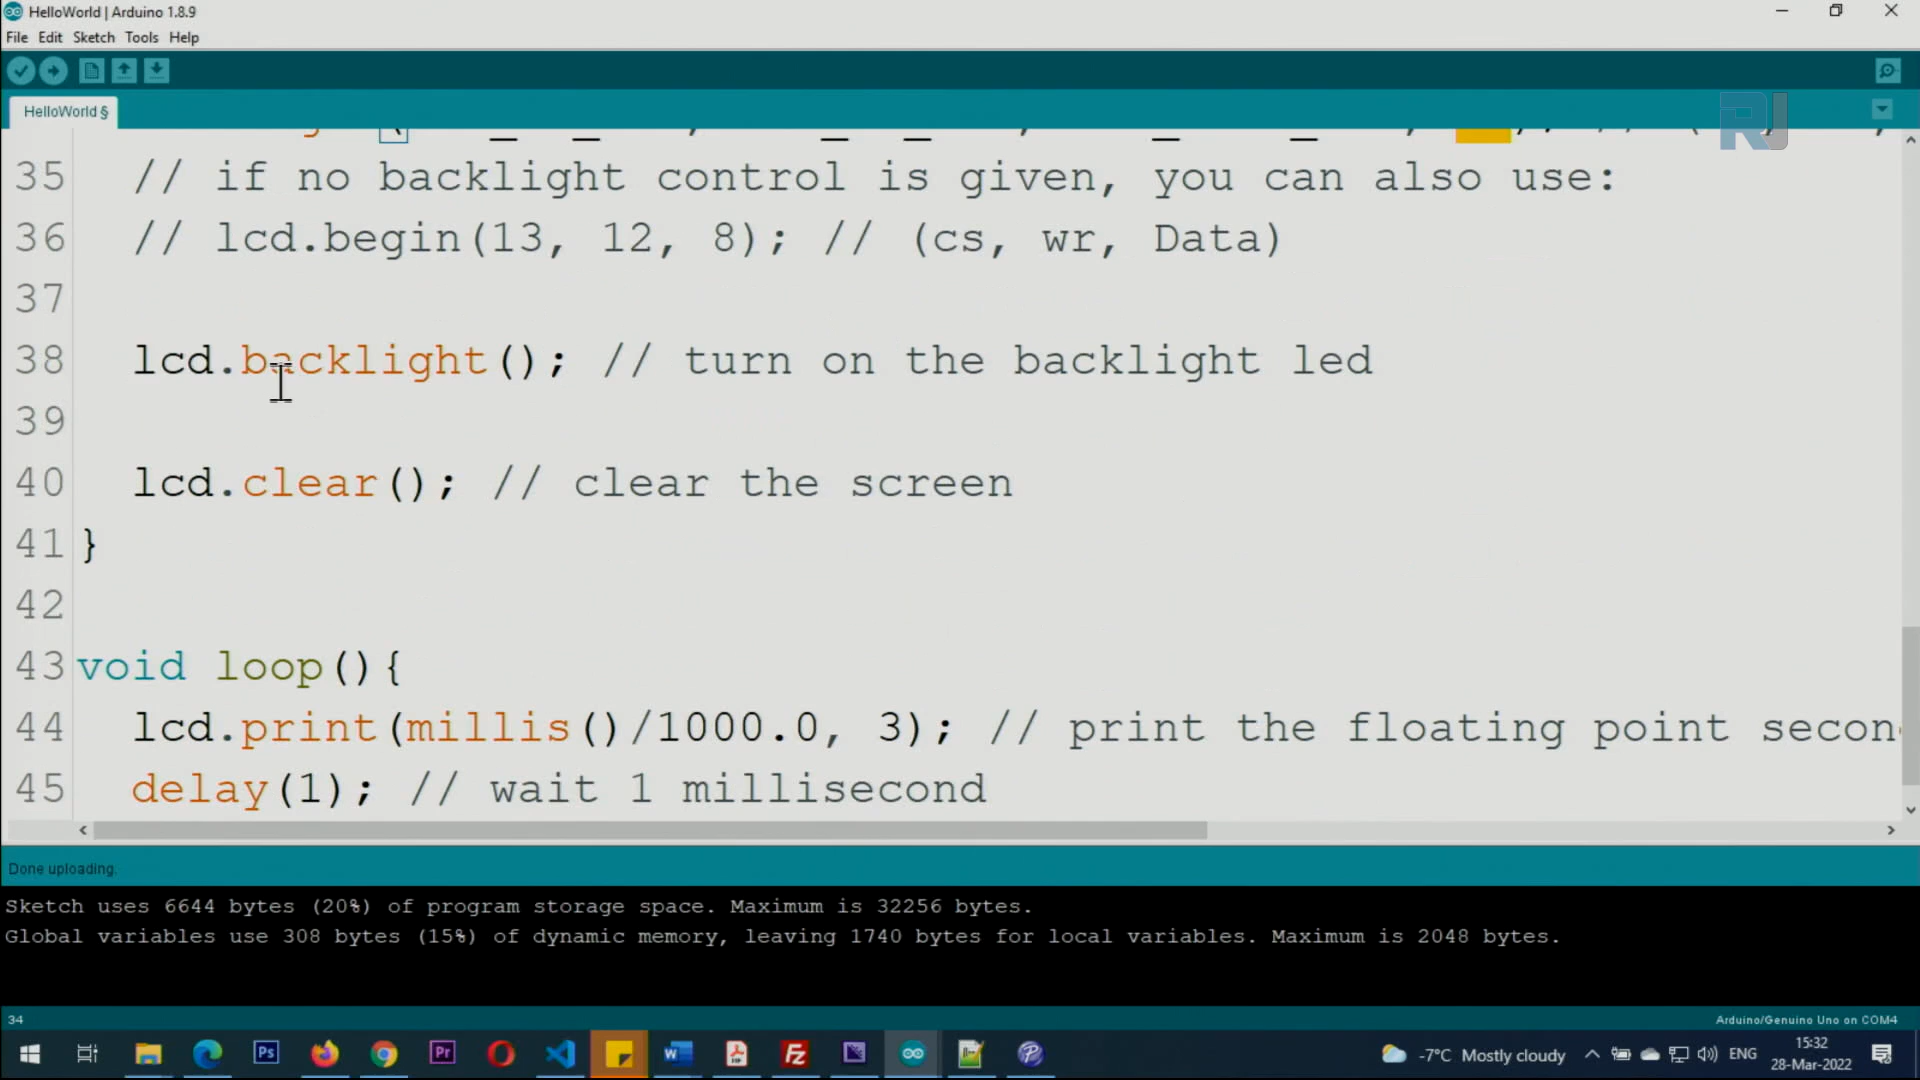 HelloWorld | Arduino 1.8.9
File Edit Sketch Tools Help
HelloWorld §
RJ
35 // if no backlight control is given, you can also use:
36 // lcd.begin(13, 12, 8); // (cs, wr, Data)
37
38 lcd.backlight(); // turn on the backlight led
39
40 lcd.clear(); // clear the screen
41 }
42
43 void loop(){
44 lcd.print(millis()/1000.0, 3); // print the floating point secon
45 delay(1); // wait 1 millisecond
Done uploading.
Sketch uses 6644 bytes (20%) of program storage space. Maximum is 32256 bytes.
Global variables use 308 bytes (15%) of dynamic memory, leaving 1740 bytes for local variables. Maximum is 2048 bytes.
34 Arduino/Genuino Uno on COM4
Ps Pr W Fz
-7°C Mostly cloudy ENG 15:32
28-Mar-2022